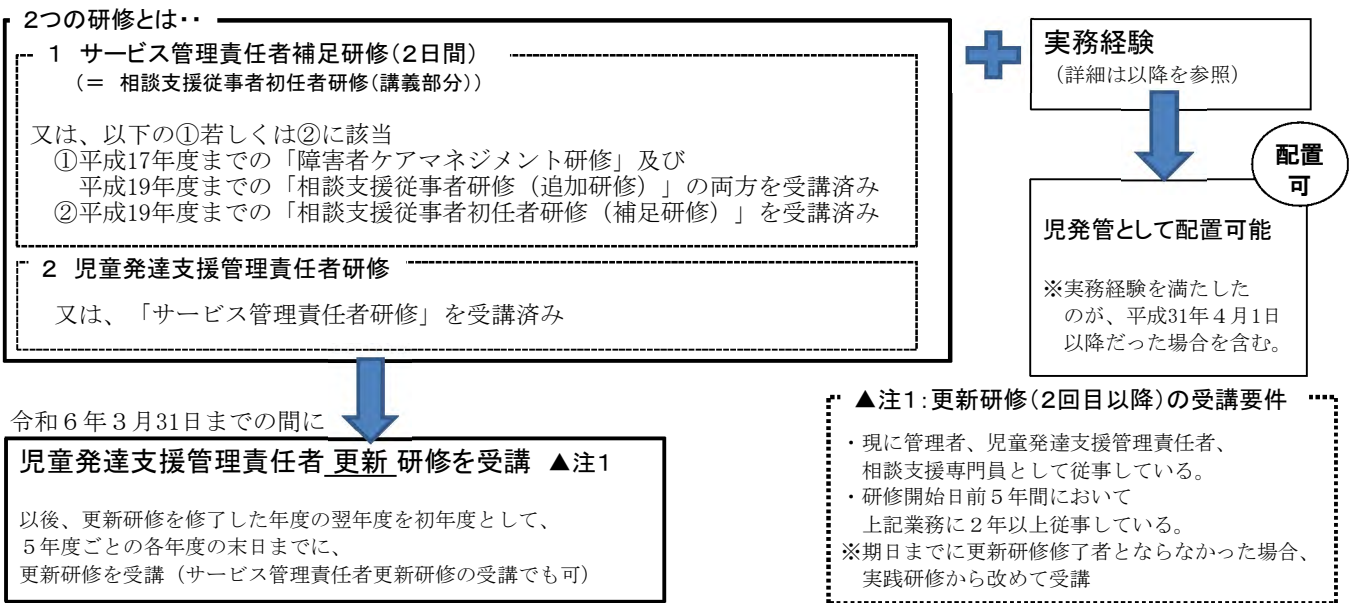 2つの研修とは・・
1 サービス管理責任者補足研修(2日間)
(= 相談支援従事者初任者研修(講義部分))
又は、以下の①若しくは②に該当
①平成17年度までの「障害者ケアマネジメント研修」及び
平成19年度までの「相談支援従事者研修(追加研修)」の両方を受講済み
②平成19年度までの「相談支援従事者初任者研修(補足研修)」を受講済み
2 児童発達支援管理責任者研修
又は、「サービス管理責任者研修」を受講済み
実務経験
(詳細は以降を参照)
配置
可
児発管として配置可能
※実務経験を満たした
のが、平成31年4月1日
以降だった場合を含む。
令和6年3月31日までの間に
児童発達支援管理責任者 更新 研修を受講 ▲注1
以後、更新研修を修了した年度の翌年度を初年度として、
5年度ごとの各年度の末日までに、
更新研修を受講(サービス管理責任者更新研修の受講でも可)
▲注1:更新研修(2回目以降)の受講要件
・現に管理者、児童発達支援管理責任者、
相談支援専門員として従事している。
・研修開始日前5年間において
上記業務に2年以上従事している。
※期日までに更新研修修了者とならなかった場合、
実践研修から改めて受講